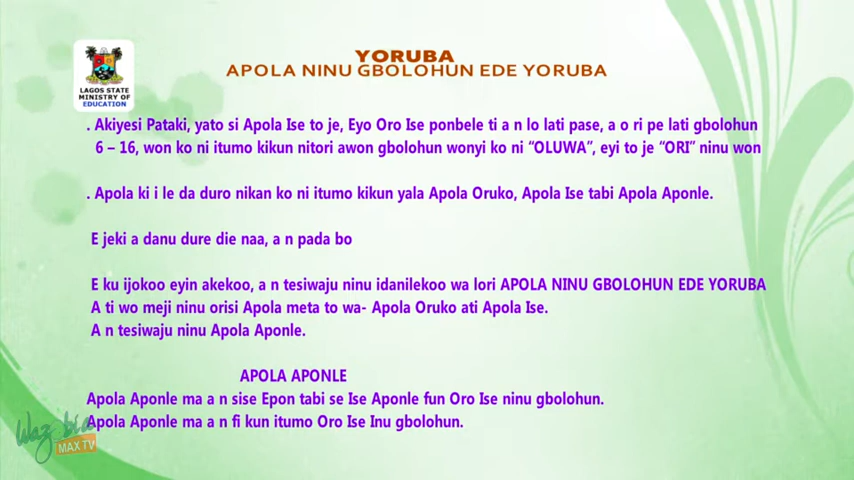 YORUBA
APOLA NINU GBOLOHUN EDE YORUBA
LAGOS STATE
MINISTRY OF
EDUCATION
. Akiyesi Pataki, yato si Apola Ise to je, Eyo Oro Ise ponbele ti a n lo lati pase, a o ri pe lati gbolohun
6 – 16, won ko ni itumo kikun nitori awon gbolohun wonyi ko ni “OLUWA”, eyi to je “ORI” ninu won
. Apola ki i le da duro nikan ko ni itumo kikun yala Apola Oruko, Apola Ise tabi Apola Aponle.
E jeki a danu dure die naa, a n pada bo
E ku ijokoo eyin akekoo, a n tesiwaju ninu idanilekoo wa lori APOLA NINU GBOLOHUN EDE YORUBA
A ti wo meji ninu orisi Apola meta to wa- Apola Oruko ati Apola Ise.
A n tesiwaju ninu Apola Aponle.
APOLA APONLE
Apola Aponle ma a n sise Epon tabi se Ise Aponle fun Oro Ise ninu gbolohun.
Apola Aponle ma a n fi kun itumo Oro Ise Inu gbolohun.
Waz bia
MAX TV